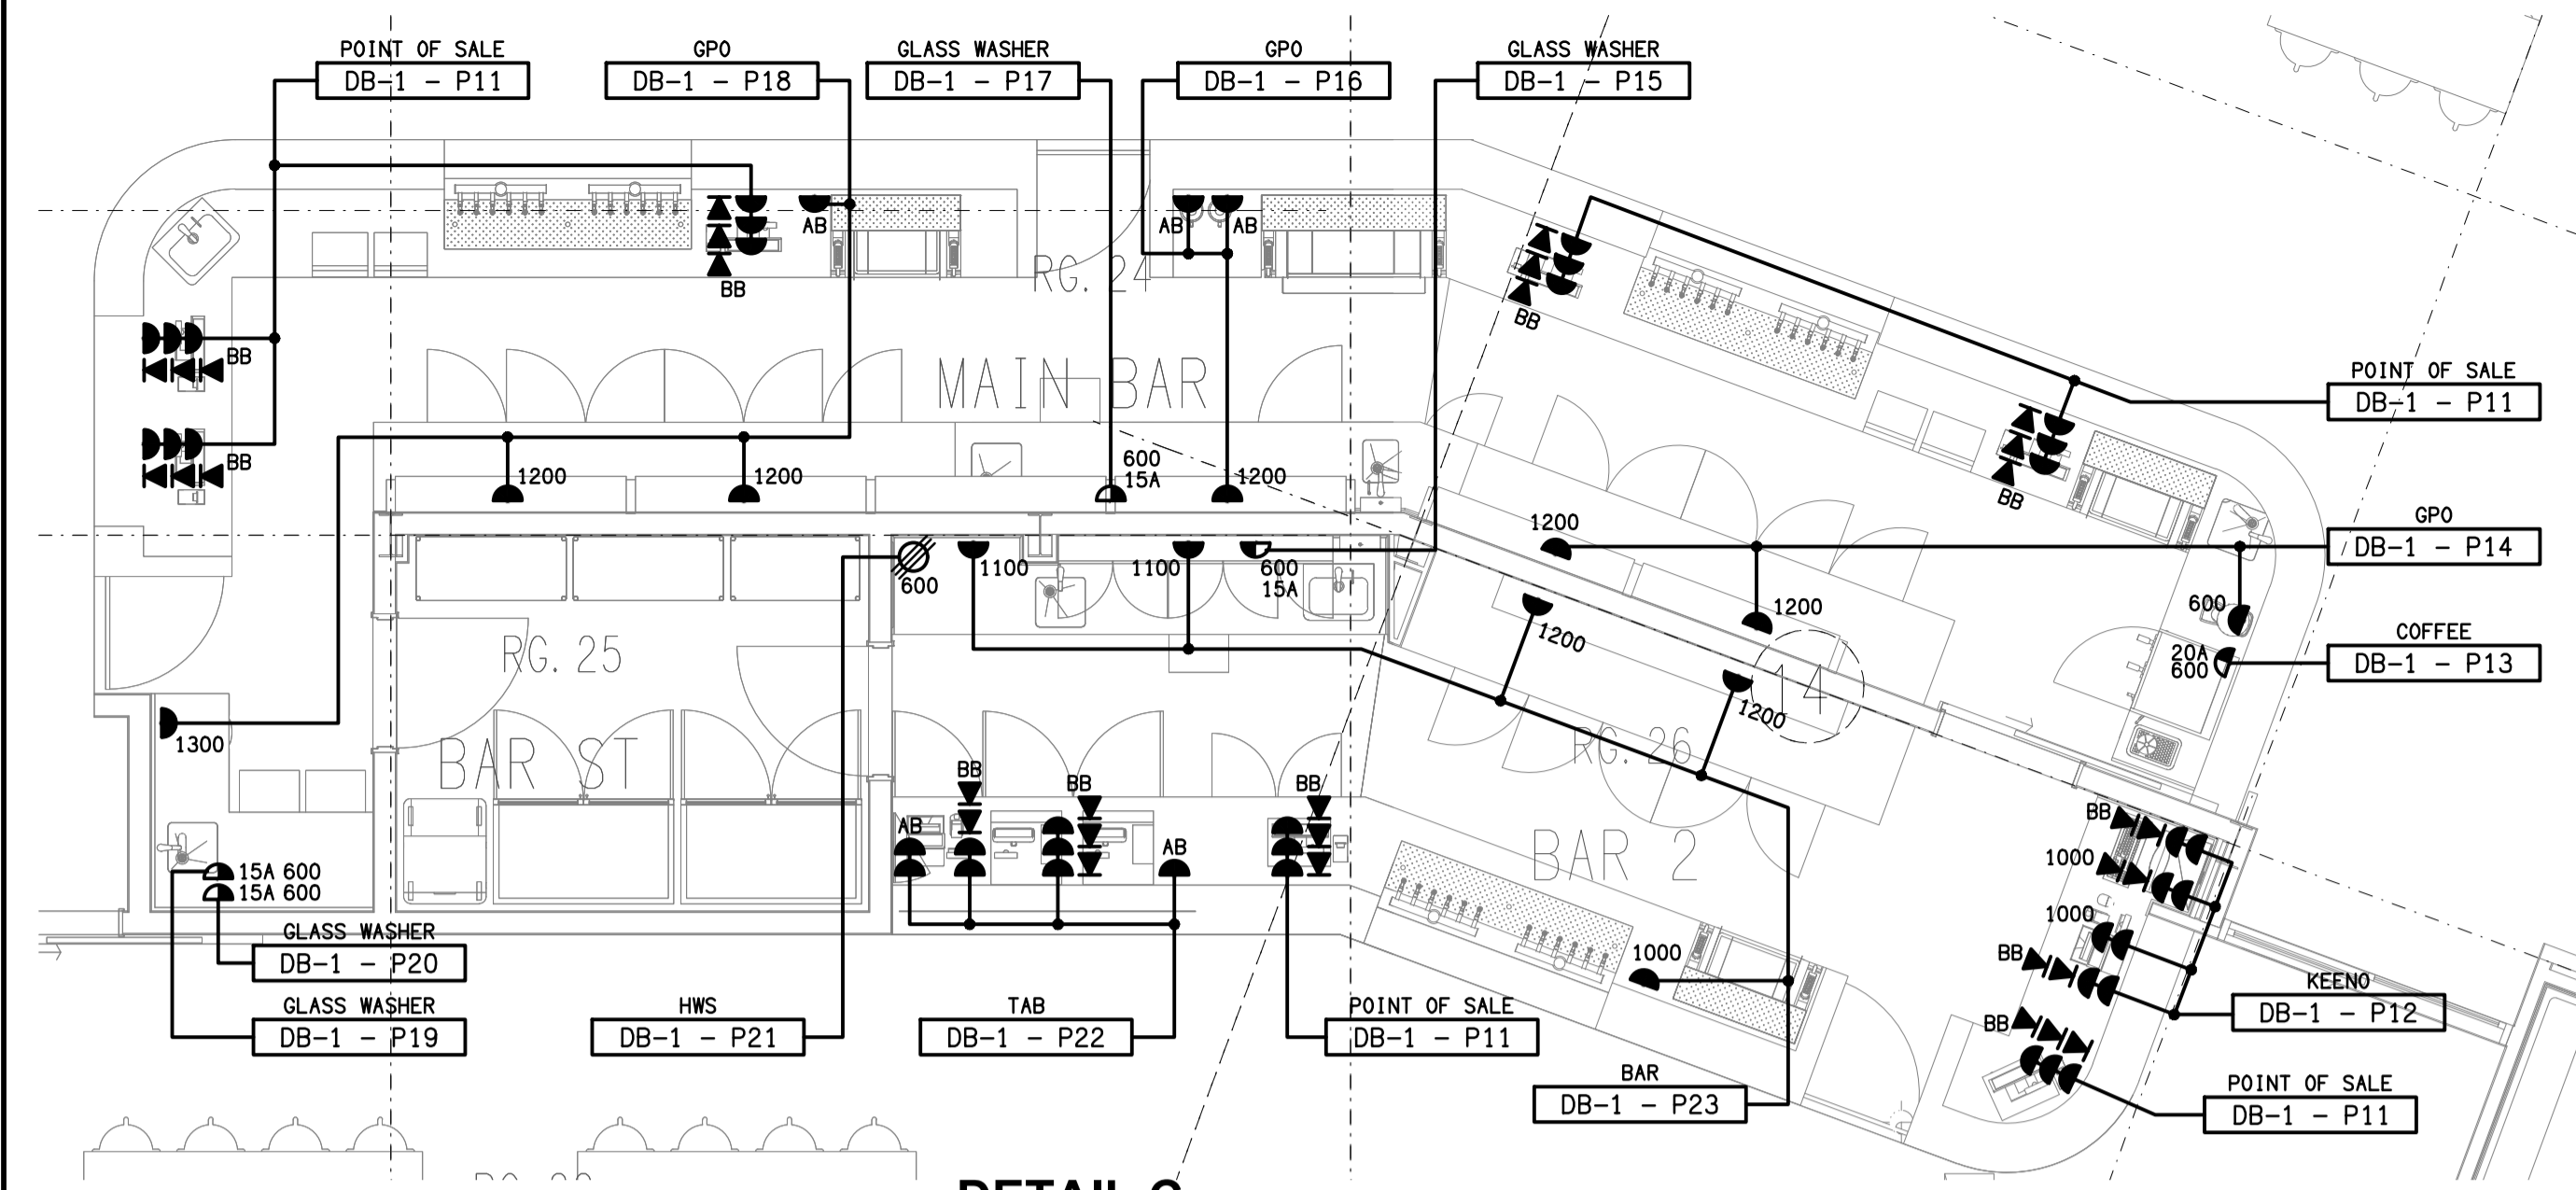 POINT OF SALE
DB-1 - P11
GPO
DB-1 - P18
GLASS WASHER
DB-1 - P17
GPO
DB-1 - P16
GLASS WASHER
DB-1 - P15
AB
AB
AB
BB
RG. 24
BB
BB
MAIN BAR
POINT OF SALE
DB-1 - P11
BB
1200
1200
600
15A
1200
BB
1200
GPO
DB-1 - P14
600
1100
1100
600
15A
1200
1200
600
COFFEE
DB-1 - P13
20A
600
RG. 25
14
1200
RG. 26
1300
BAR ST
BB
BB
BB
AB
AB
BAR 2
BB
1000
1000
15A 600
15A 600
GLASS WASHER
DB-1 - P20
1000
BB
KEENO
DB-1 - P12
GLASS WASHER
DB-1 - P19
HWS
DB-1 - P21
TAB
DB-1 - P22
POINT OF SALE
DB-1 - P11
BB
BAR
DB-1 - P23
POINT OF SALE
DB-1 - P11